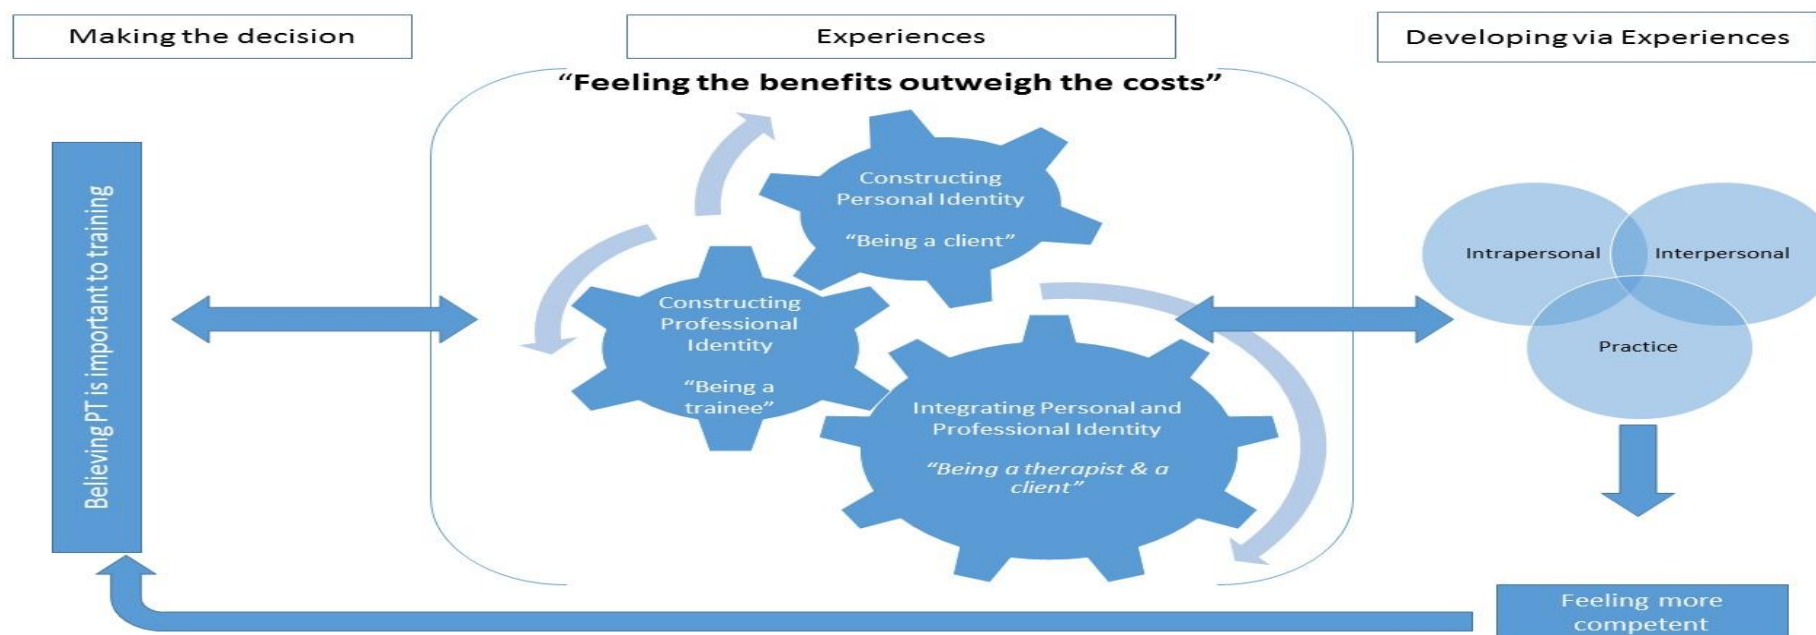 Making the decision
Experiences
Developing via Experiences
“Feeling the benefits outweigh the costs”
Believing PT is important to training
Constructing
Personal Identity
“Being a client”
Constructing
Professional
Identity
“Being a
trainee”
Integrating Personal and
Professional Identity
“Being a therapist & a
client”
Intrapersonal
Interpersonal
Practice
Feeling more
competent